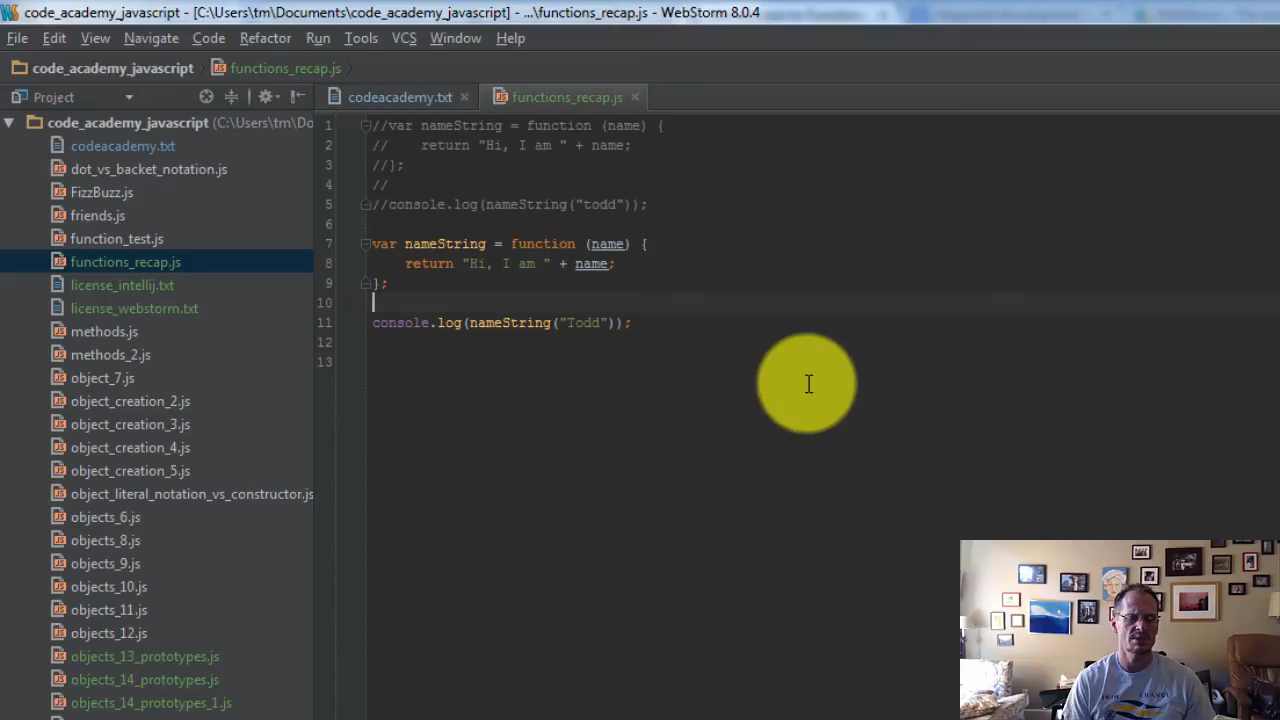 code_academy_javascript - [C:\Users\tm\Documents\code_academy_javascript] - ...\functions_recap.js - WebStorm 8.0.4
File Edit View Navigate Code Refactor Run Tools VCS Window Help
code_academy_javascript functions_recap.js
Project codeacademy.txt functions_recap.js
code_academy_javascript (C:\Users\tm\Do
codeacademy.txt
dot_vs_backet_notation.js
FizzBuzz.js
friends.js
function_test.js
functions_recap.js
license_intellij.txt
license_webstorm.txt
methods.js
methods_2.js
object_7.js
object_creation_2.js
object_creation_3.js
object_creation_4.js
object_creation_5.js
object_literal_notation_vs_constructor.js
objects_6.js
objects_8.js
objects_9.js
objects_10.js
objects_11.js
objects_12.js
objects_13_prototypes.js
objects_14_prototypes.js
objects_14_prototypes_1.js
1 //var nameString = function (name) {
2 //    return "Hi, I am " + name;
3 //};
4 //
5 //console.log(nameString("todd"));
6
7 var nameString = function (name) {
8     return "Hi, I am " + name;
9 };
10
11 console.log(nameString("Todd"));
12
13